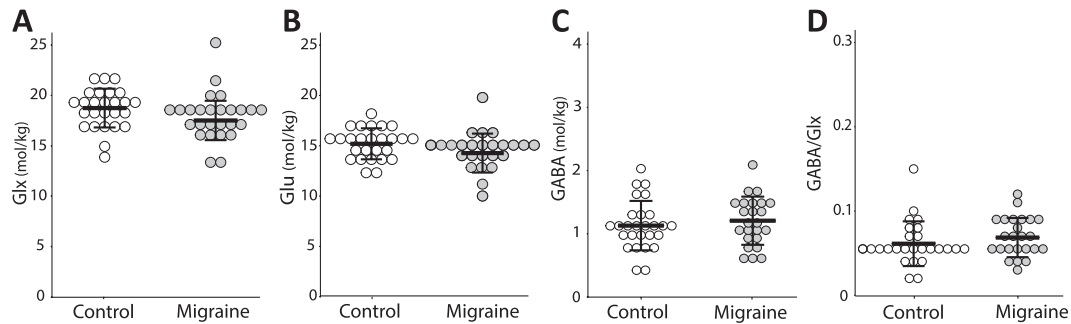 A
B
C
D
Glx (mol/kg)
25
20
15
10
5
0
Control
Migraine
Glu (mol/kg)
25
20
15
10
5
0
Control
Migraine
GABA (mol/kg)
4
3
2
1
0
Control
Migraine
GABA/Glx
0.3
0.2
0.1
0
Control
Migraine